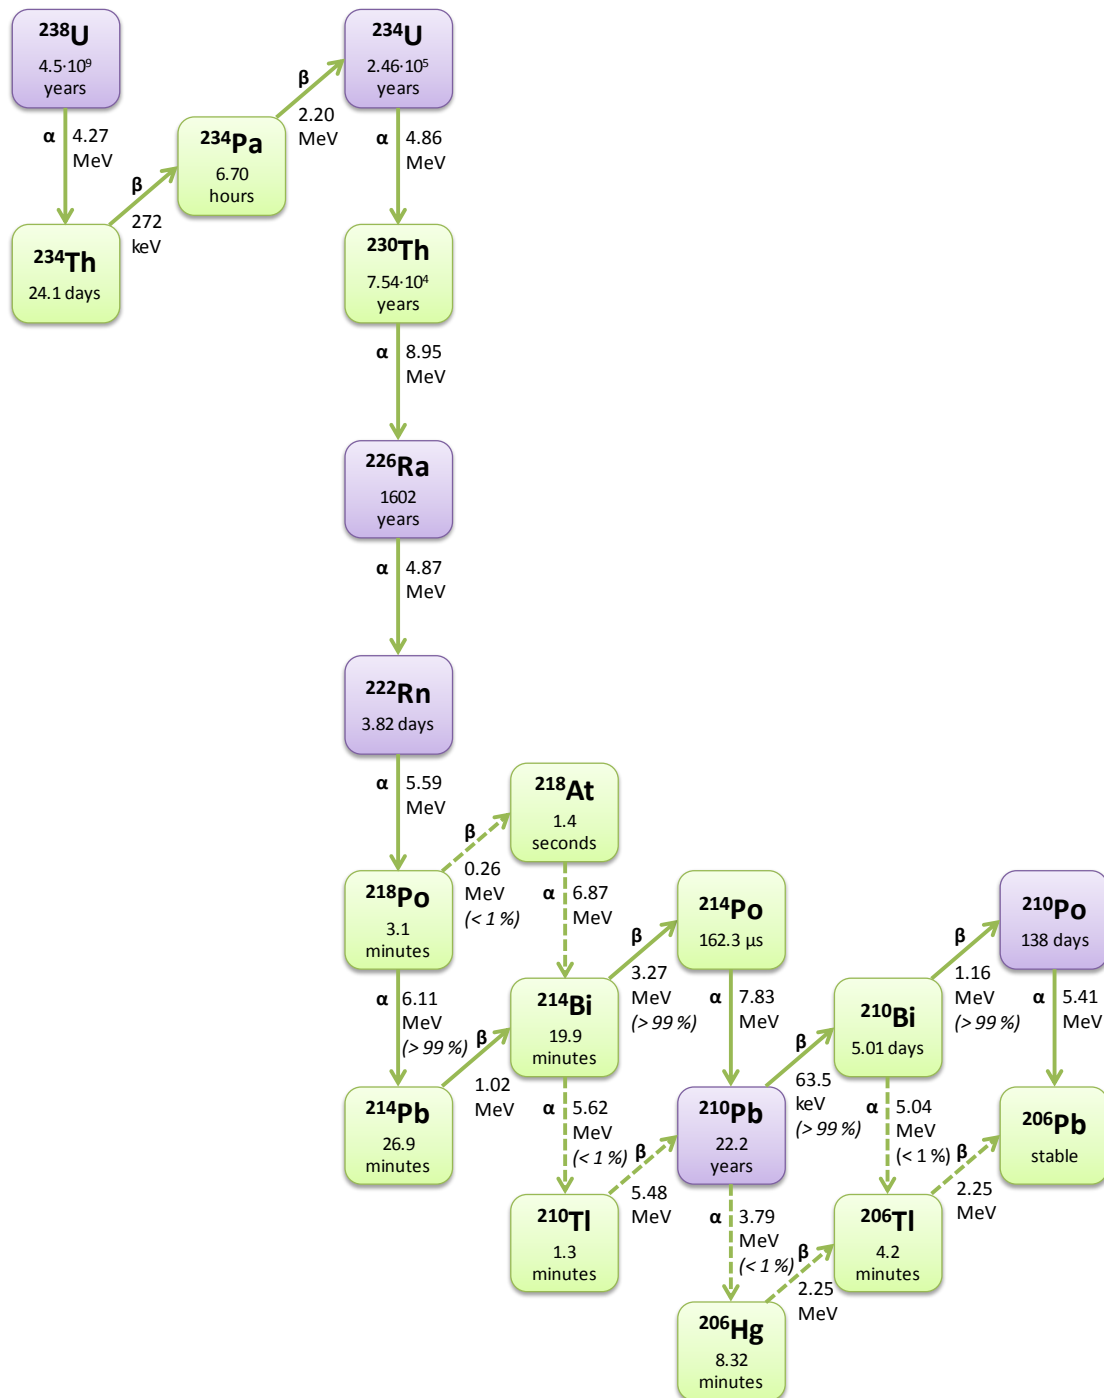 ²³⁸U
4.5·10⁹
years
α
4.27
MeV
²³⁴Th
24.1 days
β
272
keV
²³⁴Pa
6.70
hours
β
2.20
MeV
²³⁴U
2.46·10⁵
years
α
4.86
MeV
²³⁰Th
7.54·10⁴
years
α
8.95
MeV
²²⁶Ra
1602
years
α
4.87
MeV
²²²Rn
3.82 days
α
5.59
MeV
²¹⁸Po
3.1
minutes
β
0.26
MeV
(< 1 %)
²¹⁸At
1.4
seconds
α
6.87
MeV
α
6.11
MeV
(> 99 %)
²¹⁴Pb
26.9
minutes
β
1.02
MeV
²¹⁴Bi
19.9
minutes
β
3.27
MeV
(> 99 %)
²¹⁴Po
162.3 µs
α
7.83
MeV
α
5.62
MeV
(< 1 %)
²¹⁰Tl
1.3
minutes
β
5.48
MeV
²¹⁰Pb
22.2
years
β
63.5
keV
(> 99 %)
²¹⁰Bi
5.01 days
β
1.16
MeV
(> 99 %)
²¹⁰Po
138 days
α
5.41
MeV
α
3.79
MeV
(< 1 %)
²⁰⁶Hg
8.32
minutes
β
2.25
MeV
α
5.04
MeV
(< 1 %)
²⁰⁶Tl
4.2
minutes
β
2.25
MeV
²⁰⁶Pb
stable